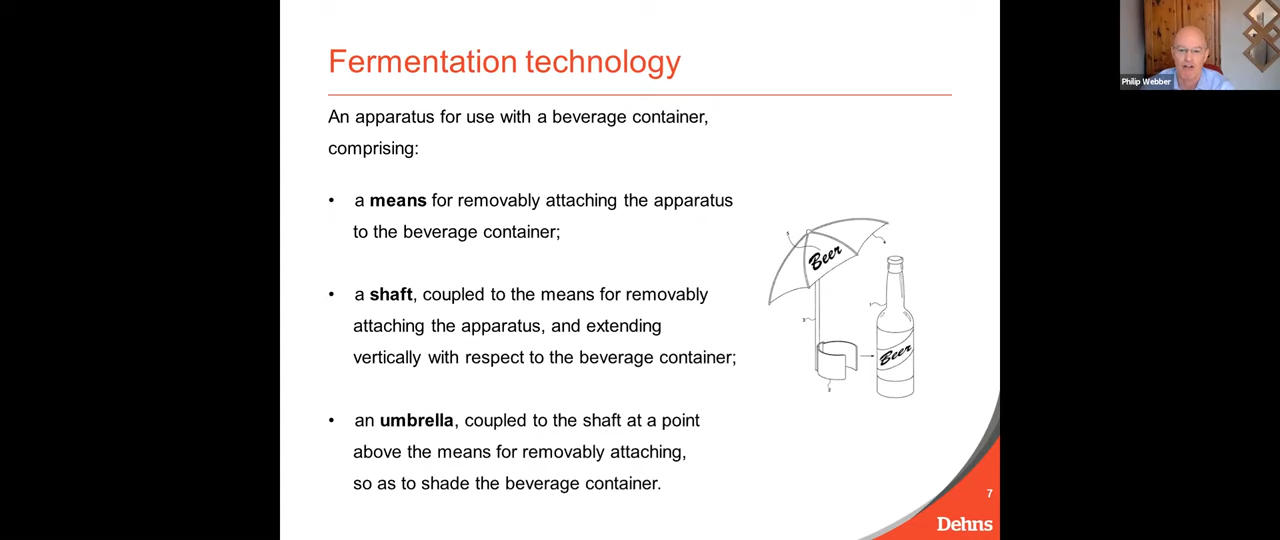 Fermentation technology
Philip Webber
An apparatus for use with a beverage container,
comprising:
• a means for removably attaching the apparatus
to the beverage container;
• a shaft, coupled to the means for removably
attaching the apparatus, and extending
vertically with respect to the beverage container;
• an umbrella, coupled to the shaft at a point
above the means for removably attaching,
so as to shade the beverage container.
Beer
Beer
7
Dehns